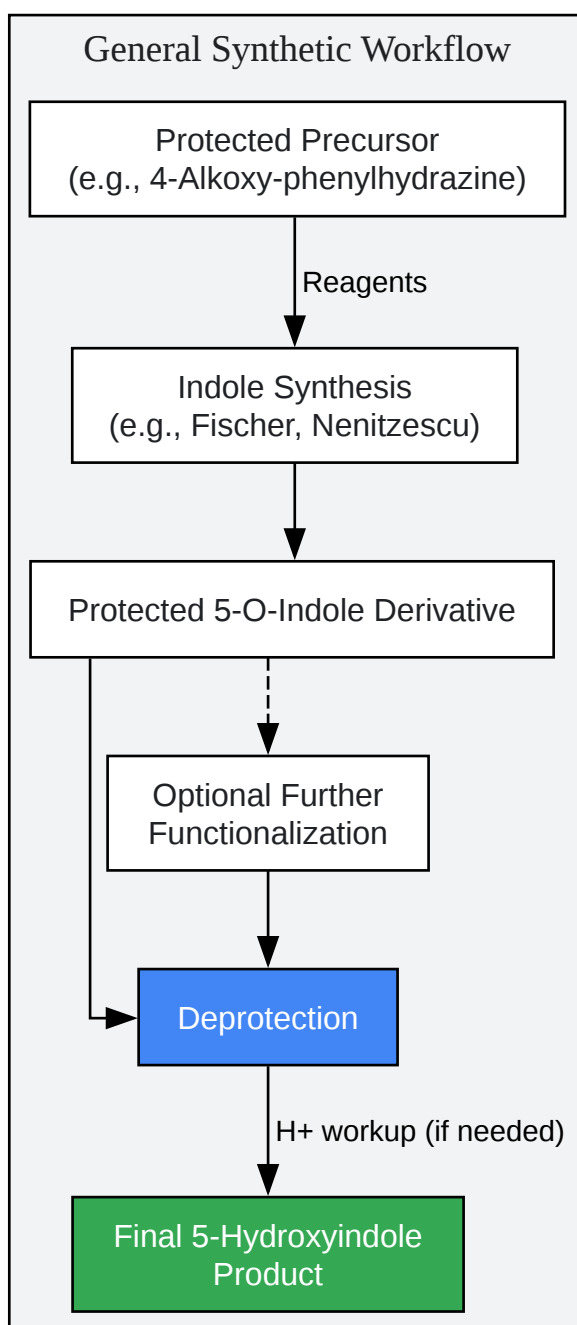 General Synthetic Workflow
Protected Precursor
(e.g., 4-Alkoxy-phenylhydrazine)
Reagents
Indole Synthesis
(e.g., Fischer, Nenitzescu)
Protected 5-O-Indole Derivative
Optional Further
Functionalization
Deprotection
H+ workup (if needed)
Final 5-Hydroxyindole
Product